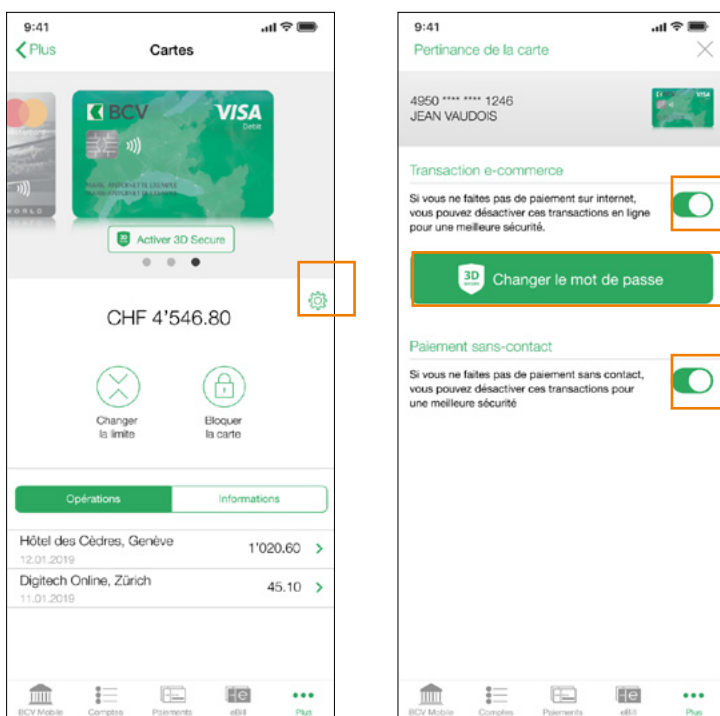 9:41
Plus
Cartes
BCV
VISA
Debit
WORLD
Activer 3D Secure
CHF 4'546.80
Changer
la limite
Bloquer
la carte
Opérations
Informations
Hôtel des Cèdres, Genève
1'020.60
12.01.2019
Digitech Online, Zürich
45.10
11.01.2019
BCV Mobile
Comptes
Paiements
eBill
Plus
9:41
Pertinance de la carte
4950 **** **** 1246
JEAN VAUDOIS
VISA
Transaction e-commerce
Si vous ne faites pas de paiement sur internet,
vous pouvez désactiver ces transactions en ligne
pour une meilleure sécurité.
3D
SECURE
Changer le mot de passe
Paiement sans-contact
Si vous ne faites pas de paiement sans contact,
vous pouvez désactiver ces transactions pour
une meilleure sécurité
BCV Mobile
Comptes
Paiements
eBill
Plus